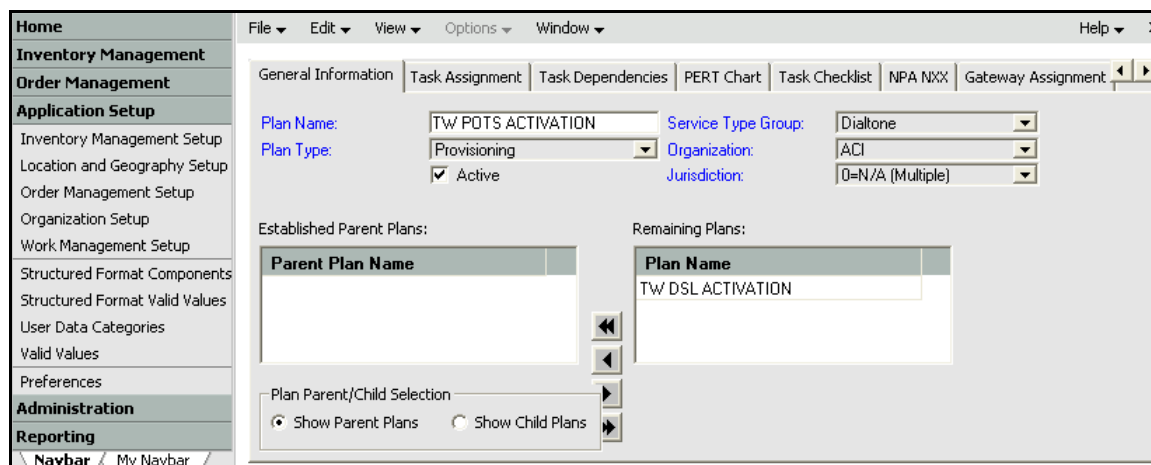 Home
Inventory Management
Order Management
Application Setup
Inventory Management Setup
Location and Geography Setup
Order Management Setup
Organization Setup
Work Management Setup
Structured Format Components
Structured Format Valid Values
User Data Categories
Valid Values
Preferences
Administration
Reporting
Navbar / My Navbar /
File Edit View Options Window Help
General Information Task Assignment Task Dependencies PERT Chart Task Checklist NPA NXX Gateway Assignment
Plan Name: TW POTS ACTIVATION Service Type Group: Dialtone
Plan Type: Provisioning Organization: ACI
Active Jurisdiction: 0=N/A (Multiple)
Established Parent Plans: Remaining Plans:
Parent Plan Name Plan Name
TW DSL ACTIVATION
Plan Parent/Child Selection
Show Parent Plans Show Child Plans